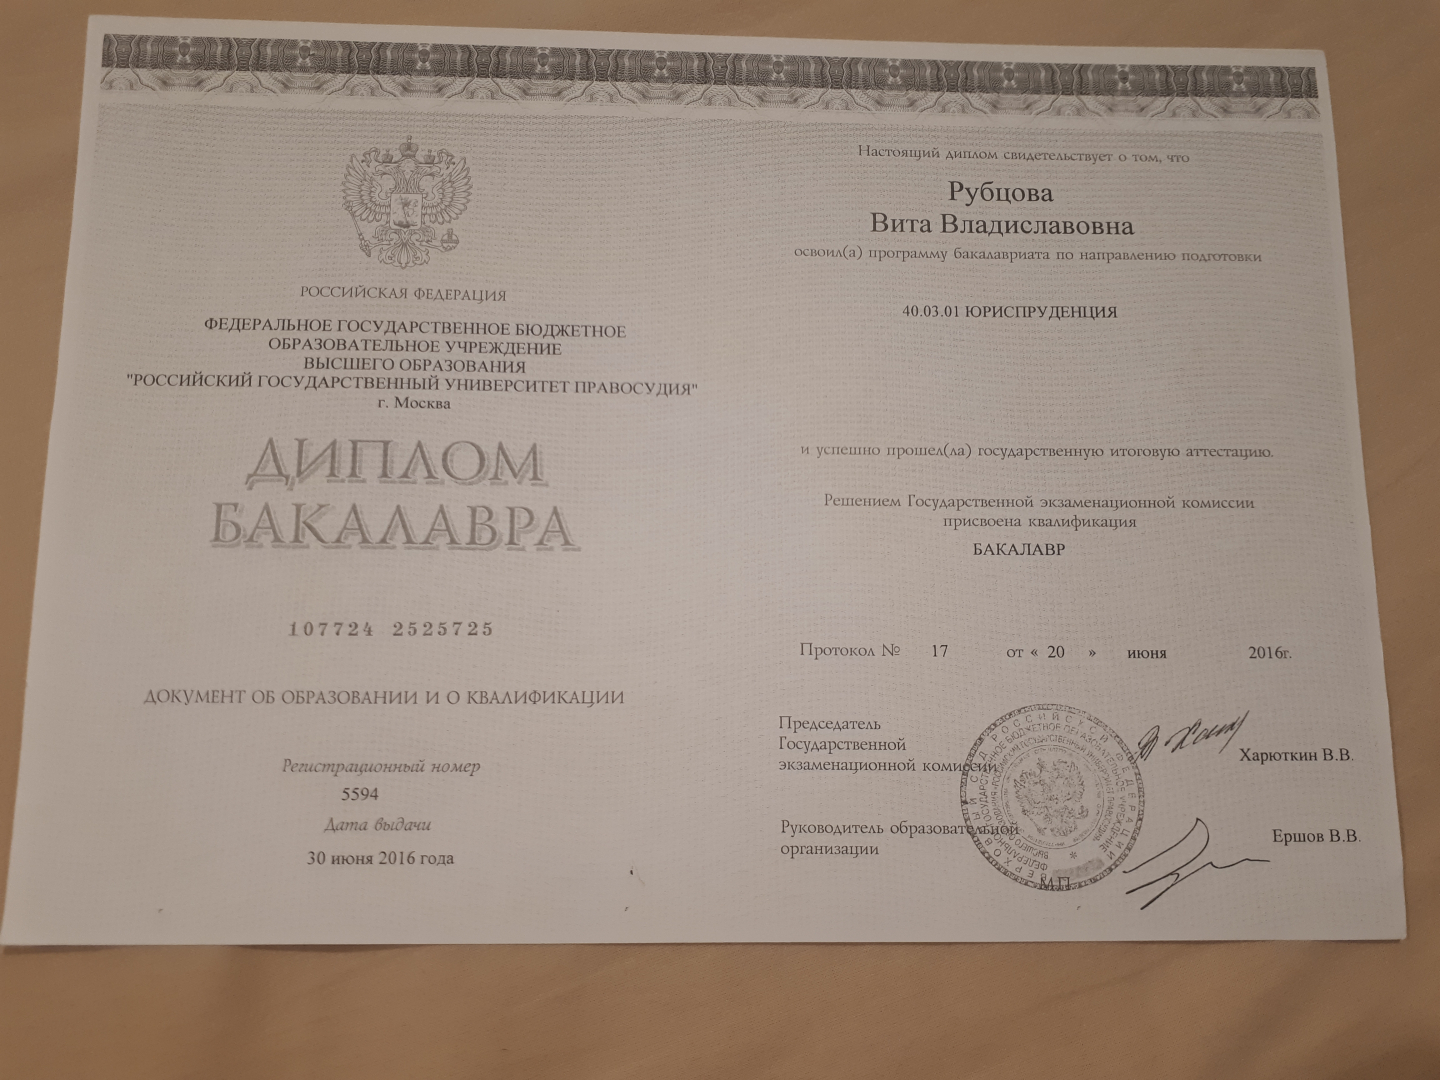 РОССИЙСКАЯ ФЕДЕРАЦИЯ
ФЕДЕРАЛЬНОЕ ГОСУДАРСТВЕННОЕ БЮДЖЕТНОЕ
ОБРАЗОВАТЕЛЬНОЕ УЧРЕЖДЕНИЕ
ВЫСШЕГО ОБРАЗОВАНИЯ
"РОССИЙСКИЙ ГОСУДАРСТВЕННЫЙ УНИВЕРСИТЕТ ПРАВОСУДИЯ"
г. Москва
ДИПЛОМ
БАКАЛАВРА
107724 2525725
ДОКУМЕНТ ОБ ОБРАЗОВАНИИ И О КВАЛИФИКАЦИИ
Регистрационный номер
5594
Дата выдачи
30 июня 2016 года
Настоящий диплом свидетельствует о том, что
Рубцова
Вита Владиславовна
освоил(а) программу бакалавриата по направлению подготовки
40.03.01 ЮРИСПРУДЕНЦИЯ
и успешно прошел(ла) государственную итоговую аттестацию.
Решением Государственной экзаменационной комиссии
присвоена квалификация
БАКАЛАВР
Протокол № 17 от « 20 » июня 2016г.
Председатель
Государственной
экзаменационной комиссии
Харюткин В.В.
Руководитель образовательной
организации
Ершов В.В.
М.П.